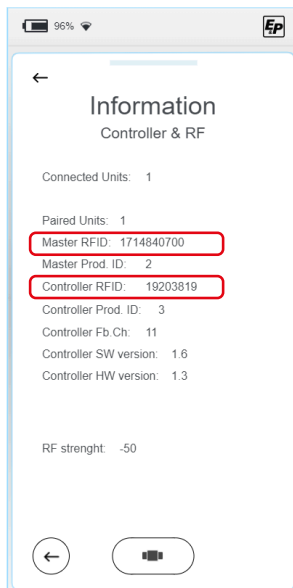 96%
EP
Information
Controller & RF
Connected Units: 1
Paired Units: 1
Master RFID: 1714840700
Master Prod. ID: 2
Controller RFID: 19203819
Controller Prod. ID: 3
Controller Fb.Ch: 11
Controller SW version: 1.6
Controller HW version: 1.3
RF strenght: -50